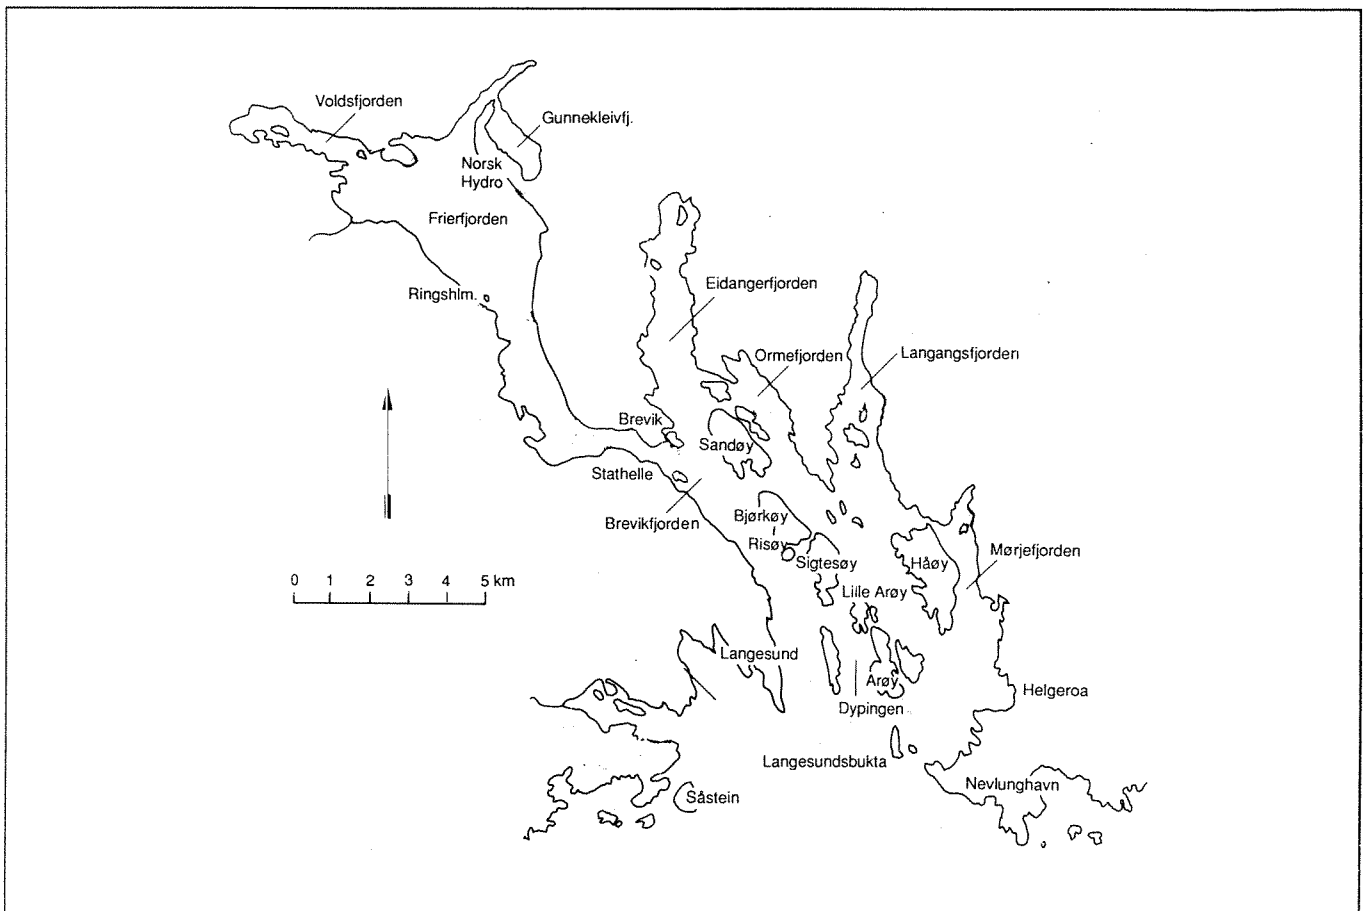 Voldsfjorden
Gunnekleivfj.
Norsk
Hydro
Frierfjorden
Eidangerfjorden
Ringshlm.
Ormefjorden
Langangsfjorden
Brevik
Sandøy
Stathelle
Brevikfjorden
Bjørkøy
Risøy
Sigtesøy
Håøy
Mørjefjorden
0 1 2 3 4 5 km
Lille Arøy
Langesund
Arøy
Helgeroa
Dypingen
Langesundsbukta
Nevlunghavn
Såstein